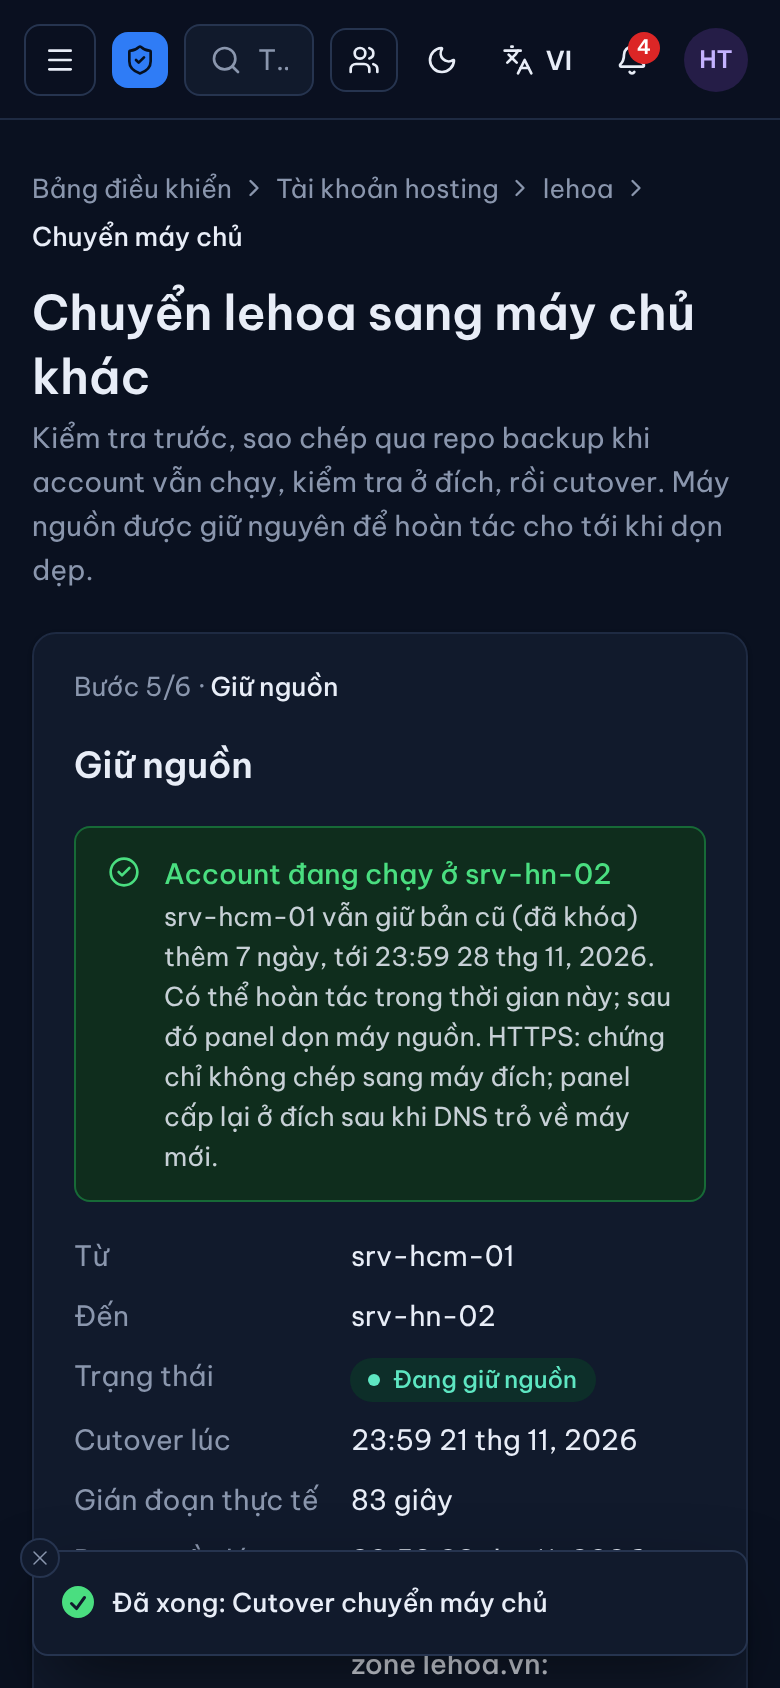 T..
VI
4
HT
Bảng điều khiển > Tài khoản hosting > lehoa >
Chuyển máy chủ
Chuyển lehoa sang máy chủ
khác
Kiểm tra trước, sao chép qua repo backup khi
account vẫn chạy, kiểm tra ở đích, rồi cutover. Máy
nguồn được giữ nguyên để hoàn tác cho tới khi dọn
dẹp.
Bước 5/6 · Giữ nguồn
Giữ nguồn
Account đang chạy ở srv-hn-02
srv-hcm-01 vẫn giữ bản cũ (đã khóa)
thêm 7 ngày, tới 23:59 28 thg 11, 2026.
Có thể hoàn tác trong thời gian này; sau
đó panel dọn máy nguồn. HTTPS: chứng
chỉ không chép sang máy đích; panel
cấp lại ở đích sau khi DNS trỏ về máy
mới.
Từ srv-hcm-01
Đến srv-hn-02
Trạng thái Đang giữ nguồn
Cutover lúc 23:59 21 thg 11, 2026
Gián đoạn thực tế 83 giây
Đã xong: Cutover chuyển máy chủ
zone lehoa.vn: